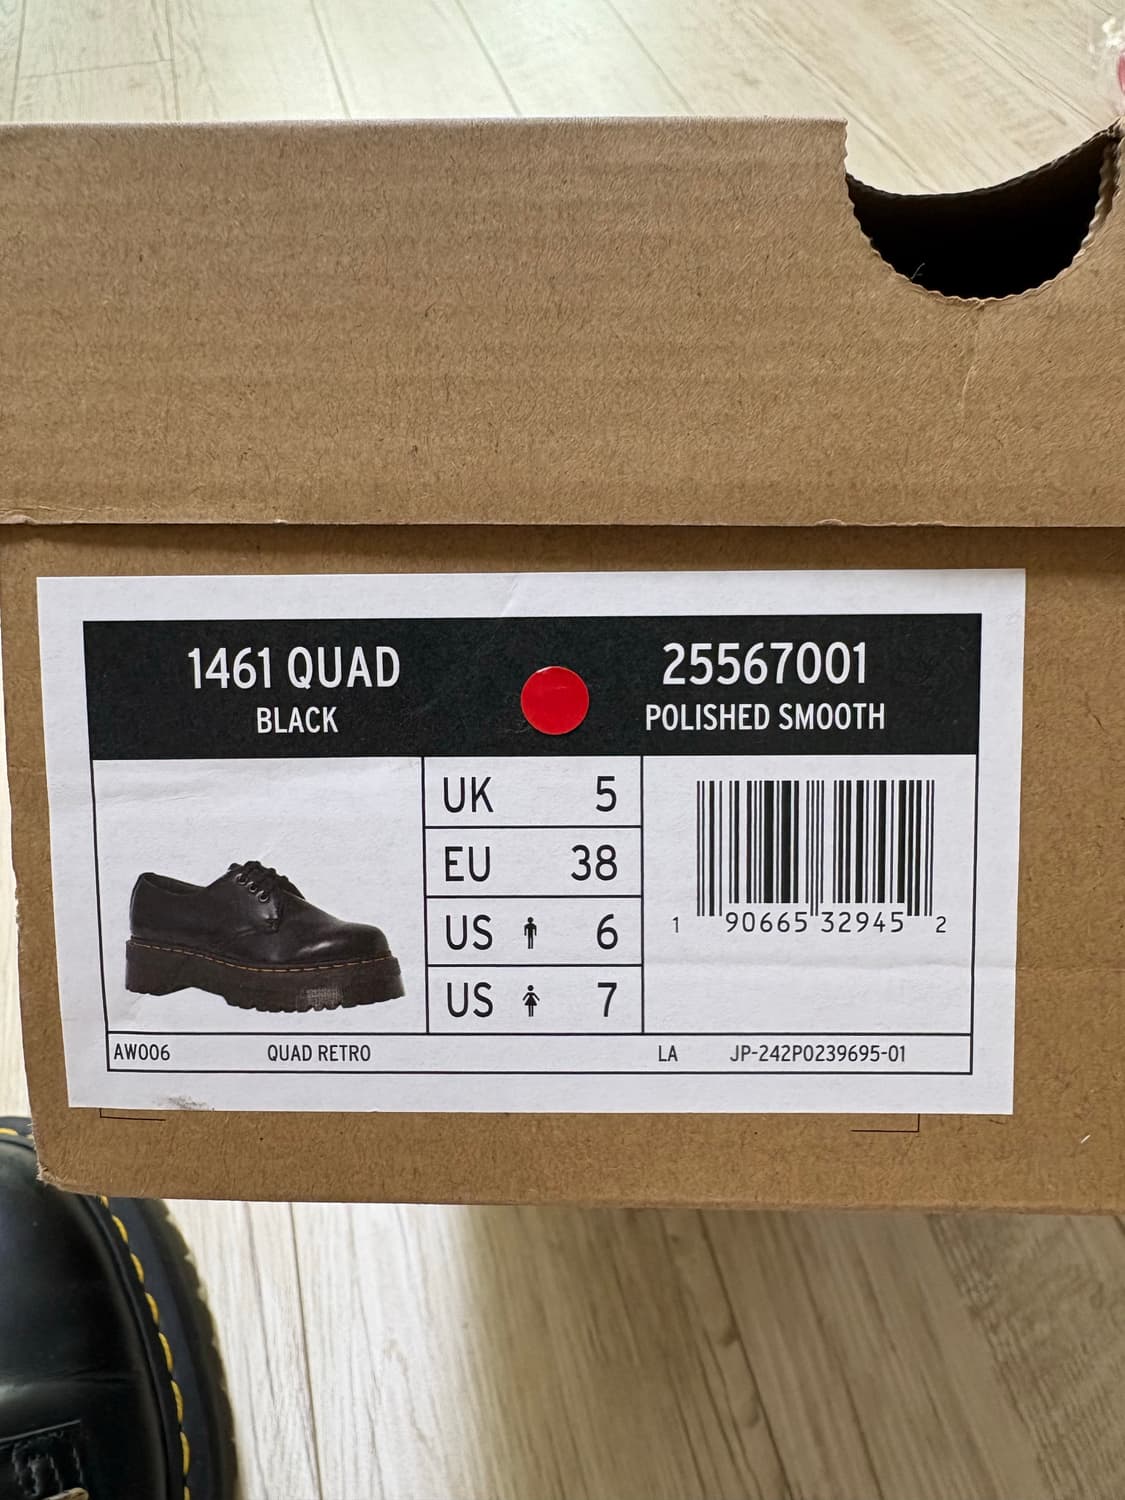 1461 QUAD
BLACK
25567001
POLISHED SMOOTH
UK 5
EU 38
US 6
US 7
1 90665 32945 2
AW006 QUAD RETRO LA JP-242P0239695-01